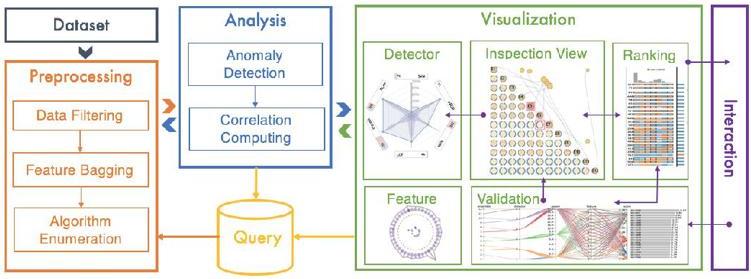 Dataset
Preprocessing
Data Filtering
Feature Bagging
Algorithm
Enumeration
Analysis
Anomaly
Detection
Correlation
Computing
Query
Visualization
Detector
Inspection View
Ranking
Feature
Validation
Interaction